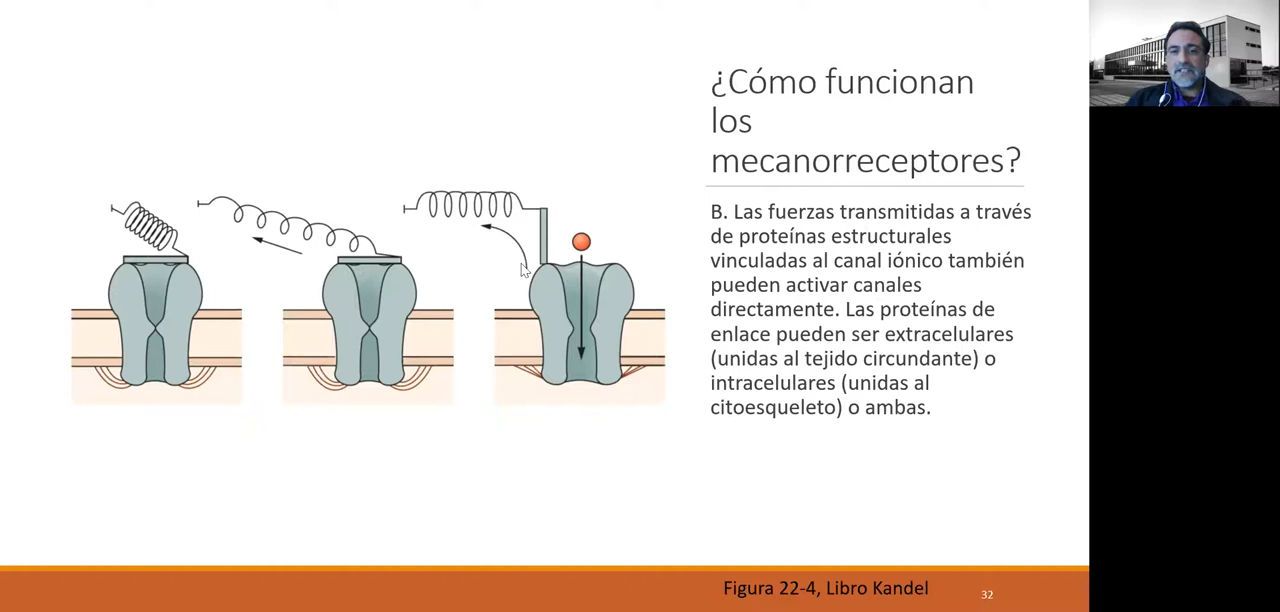 ¿Cómo funcionan
los
mecanorreceptores?
B. Las fuerzas transmitidas a través
de proteínas estructurales
vinculadas al canal iónico también
pueden activar canales
directamente. Las proteínas de
enlace pueden ser extracelulares
(unidas al tejido circundante) o
intracelulares (unidas al
citoesqueleto) o ambas.
Figura 22-4, Libro Kandel
32